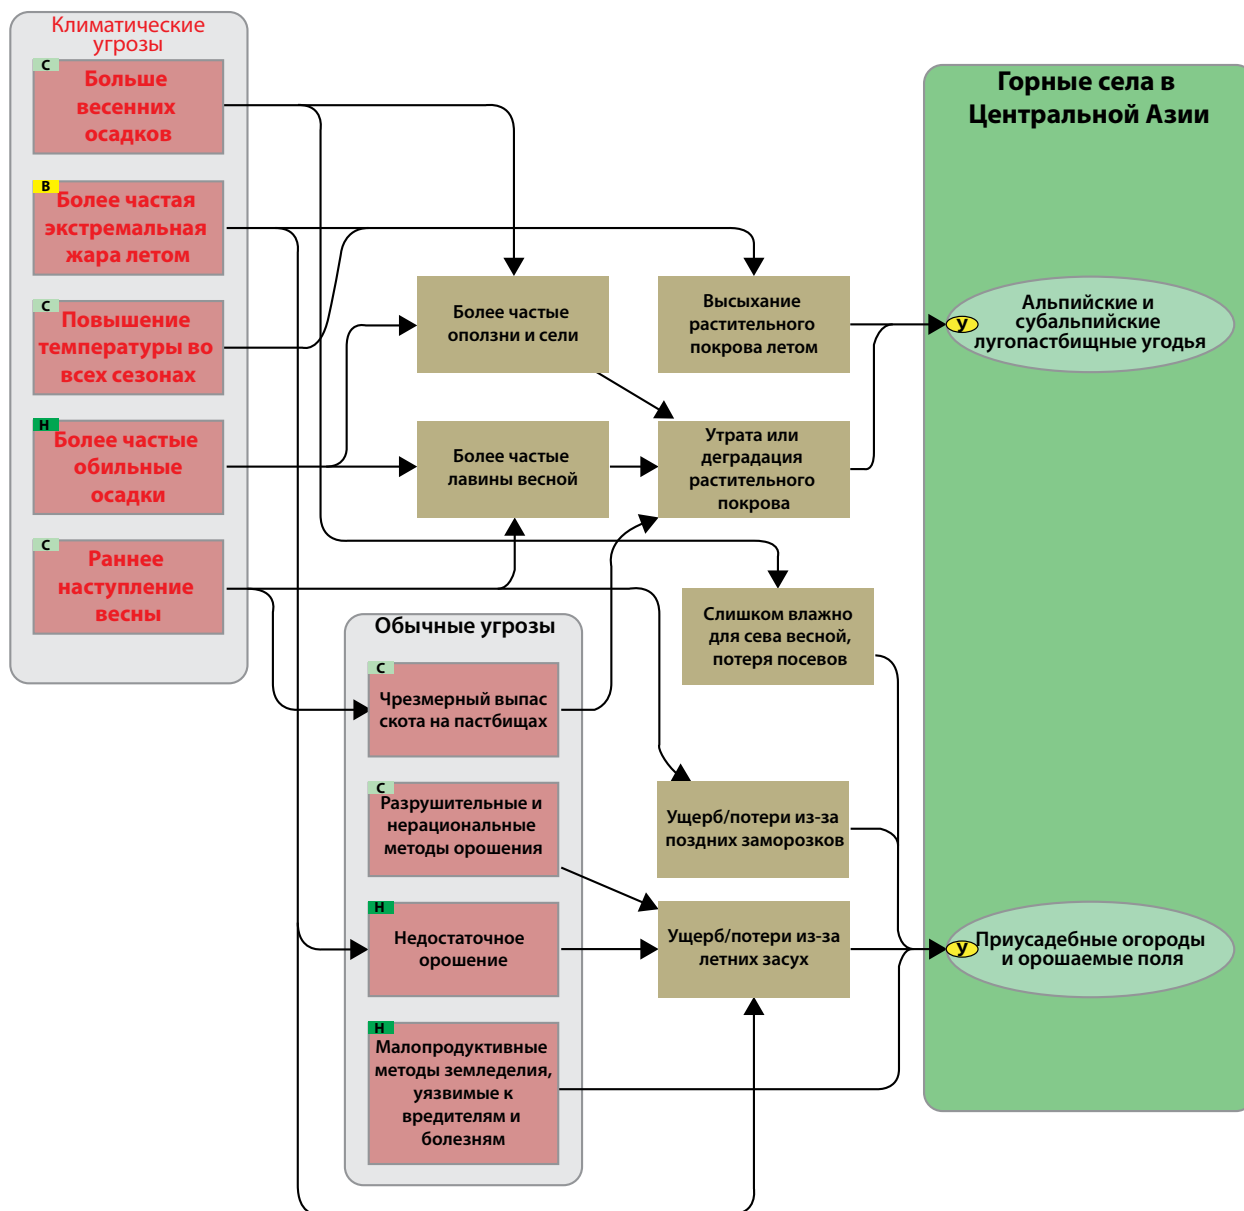 Климатические
угрозы
С
Больше
весенних
осадков
В
Более частая
экстремальная
жара летом
С
Повышение
температуры во
всех сезонах
Н
Более частые
обильные
осадки
С
Раннее
наступление
весны
Обычные угрозы
С
Чрезмерный выпас
скота на пастбищах
С
Разрушительные и
нерациональные
методы орошения
Н
Недостаточное
орошение
Н
Малопродуктивные
методы земледелия,
уязвимые к
вредителям и
болезням
Более частые
оползни и сели
Более частые
лавины весной
Высыхание
растительного
покрова летом
Утрата или
деградация
растительного
покрова
Слишком влажно
для сева весной,
потеря посевов
Ущерб/потери из-за
поздних заморозков
Ущерб/потери из-за
летних засух
Горные села в
Центральной Азии
У
Альпийские и
субальпийские
лугопастбищные угодья
У
Приусадебные огороды
и орошаемые поля